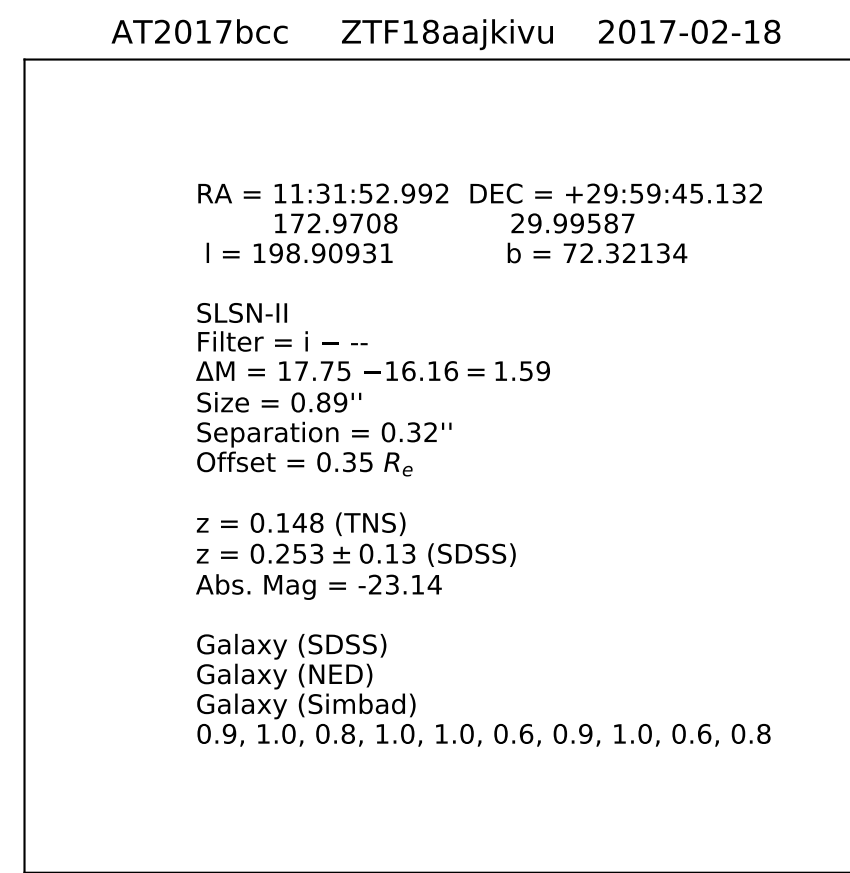 AT2017bcc ZTF18aajkivu 2017-02-18
RA = 11:31:52.992 DEC = +29:59:45.132
172.9708 29.99587
l = 198.90931 b = 72.32134
SLSN-II
Filter = i − --
ΔM = 17.75 −16.16 = 1.59
Size = 0.89''
Separation = 0.32''
Offset = 0.35 Rₑ
z = 0.148 (TNS)
z = 0.253 ± 0.13 (SDSS)
Abs. Mag = -23.14
Galaxy (SDSS)
Galaxy (NED)
Galaxy (Simbad)
0.9, 1.0, 0.8, 1.0, 1.0, 0.6, 0.9, 1.0, 0.6, 0.8